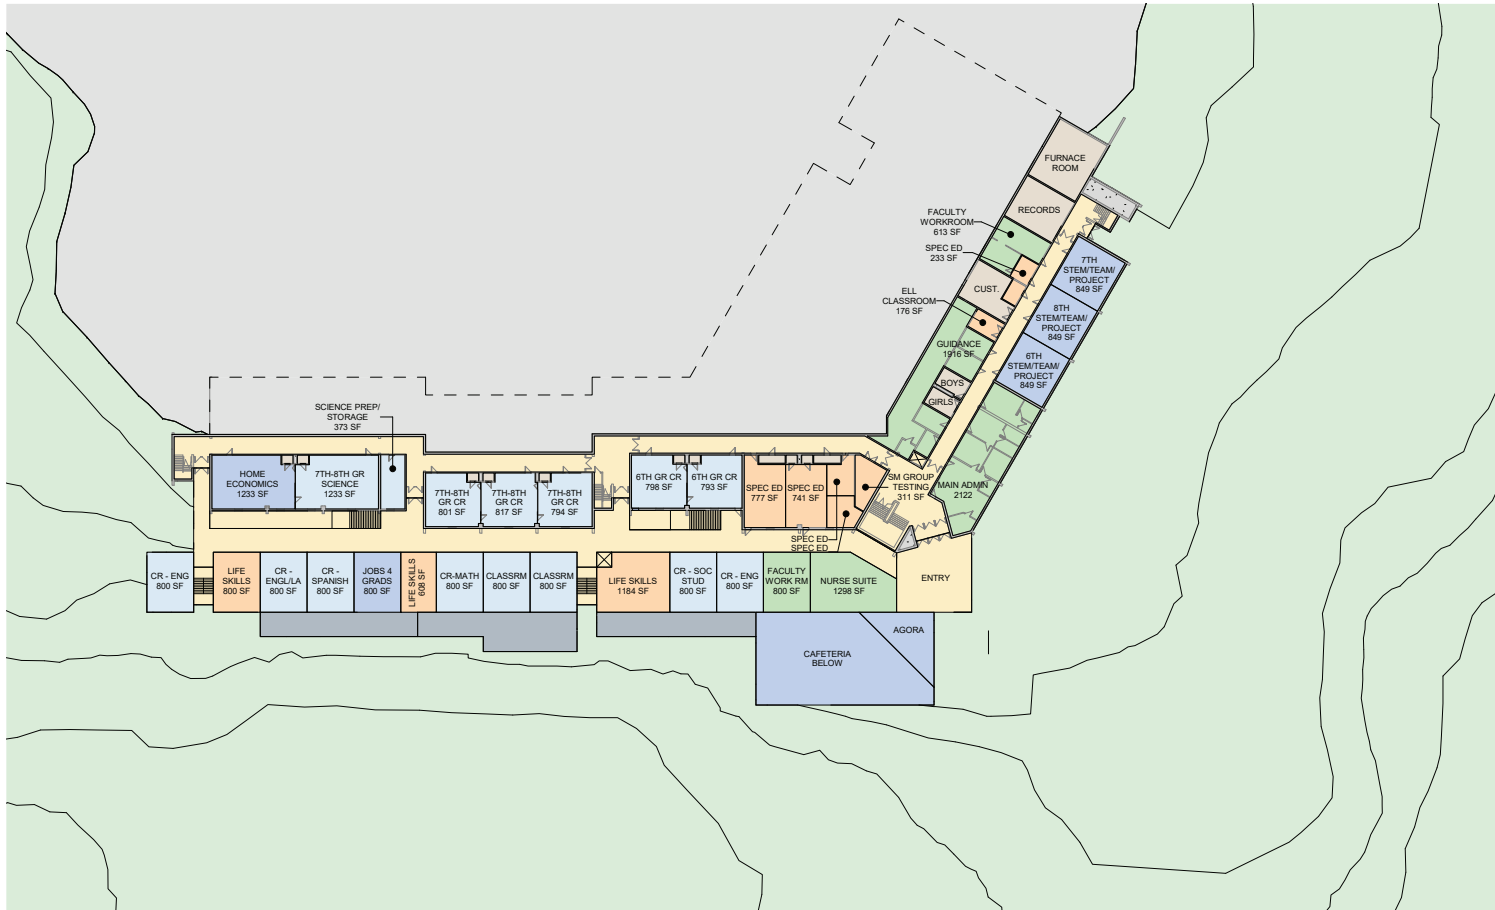 FURNACE
ROOM
RECORDS
FACULTY
WORKROOM
613 SF
SPEC ED
233 SF
7TH
STEM/TEAM/
PROJECT
849 SF
CUST.
ELL
CLASSROOM
176 SF
8TH
STEM/TEAM/
PROJECT
849 SF
GUIDANCE
1916 SF
6TH
STEM/TEAM/
PROJECT
849 SF
BOYS
GIRLS
SCIENCE PREP/
STORAGE
373 SF
HOME
ECONOMICS
1233 SF
7TH-8TH GR
SCIENCE
1233 SF
7TH-8TH
GR CR
801 SF
7TH-8TH
GR CR
817 SF
7TH-8TH
GR CR
794 SF
6TH GR CR
798 SF
6TH GR CR
793 SF
SPEC ED
777 SF
SPEC ED
741 SF
SM GROUP
TESTING
311 SF
MAIN ADMIN
2122
SPEC ED
SPEC ED
CR - ENG
800 SF
LIFE
SKILLS
800 SF
CR -
ENGL/LA
800 SF
CR -
SPANISH
800 SF
JOBS 4
GRADS
800 SF
LIFE SKILLS
608 SF
CR-MATH
800 SF
CLASSRM
800 SF
CLASSRM
800 SF
LIFE SKILLS
1184 SF
CR - SOC
STUD
800 SF
CR - ENG
800 SF
FACULTY
WORK RM
800 SF
NURSE SUITE
1298 SF
ENTRY
AGORA
CAFETERIA
BELOW